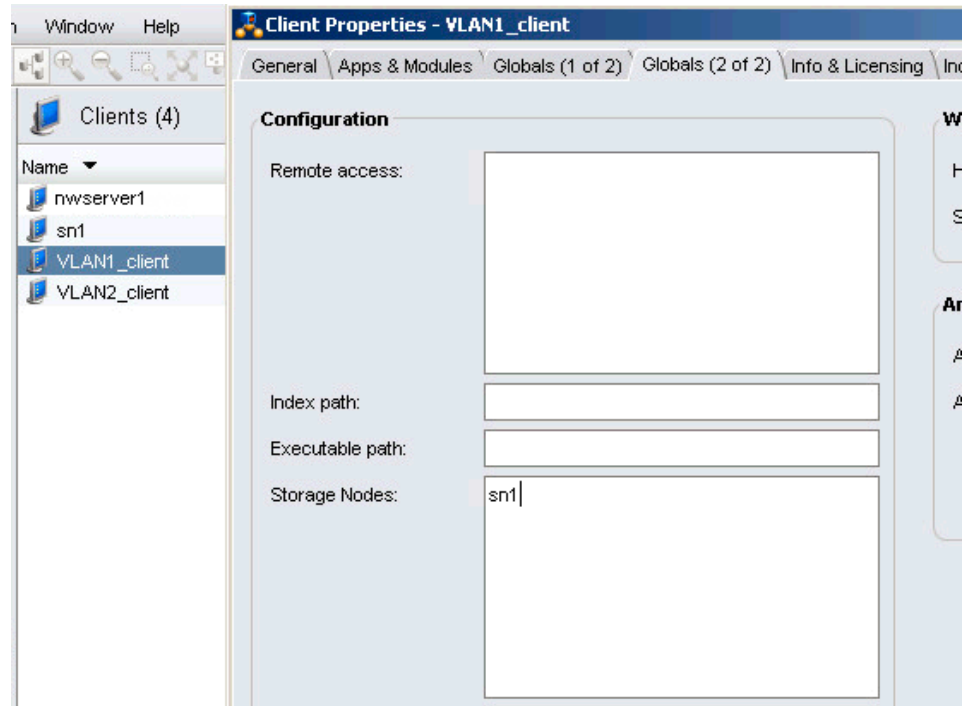 Window Help
Client Properties - VLAN1_client
General Apps & Modules Globals (1 of 2) Globals (2 of 2) Info & Licensing
Clients (4)
Name
nwserver1
sn1
VLAN1_client
VLAN2_client
Configuration
Remote access:
Index path:
Executable path:
Storage Nodes:
sn1